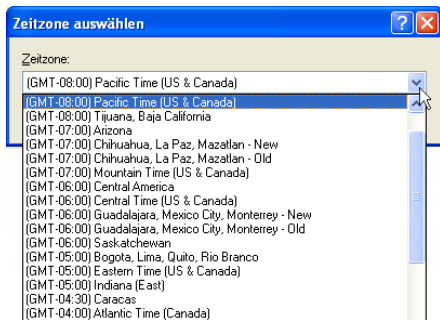 Zeitzone auswählen
Zeitzone:
(GMT-08:00) Pacific Time (US & Canada)
(GMT-08:00) Pacific Time (US & Canada)
(GMT-08:00) Tijuana, Baja California
(GMT-07:00) Arizona
(GMT-07:00) Chihuahua, La Paz, Mazatlan - New
(GMT-07:00) Chihuahua, La Paz, Mazatlan - Old
(GMT-07:00) Mountain Time (US & Canada)
(GMT-06:00) Central America
(GMT-06:00) Central Time (US & Canada)
(GMT-06:00) Guadalajara, Mexico City, Monterrey - New
(GMT-06:00) Guadalajara, Mexico City, Monterrey - Old
(GMT-06:00) Saskatchewan
(GMT-05:00) Bogota, Lima, Quito, Rio Branco
(GMT-05:00) Eastern Time (US & Canada)
(GMT-05:00) Indiana (East)
(GMT-04:30) Caracas
(GMT-04:00) Atlantic Time (Canada)